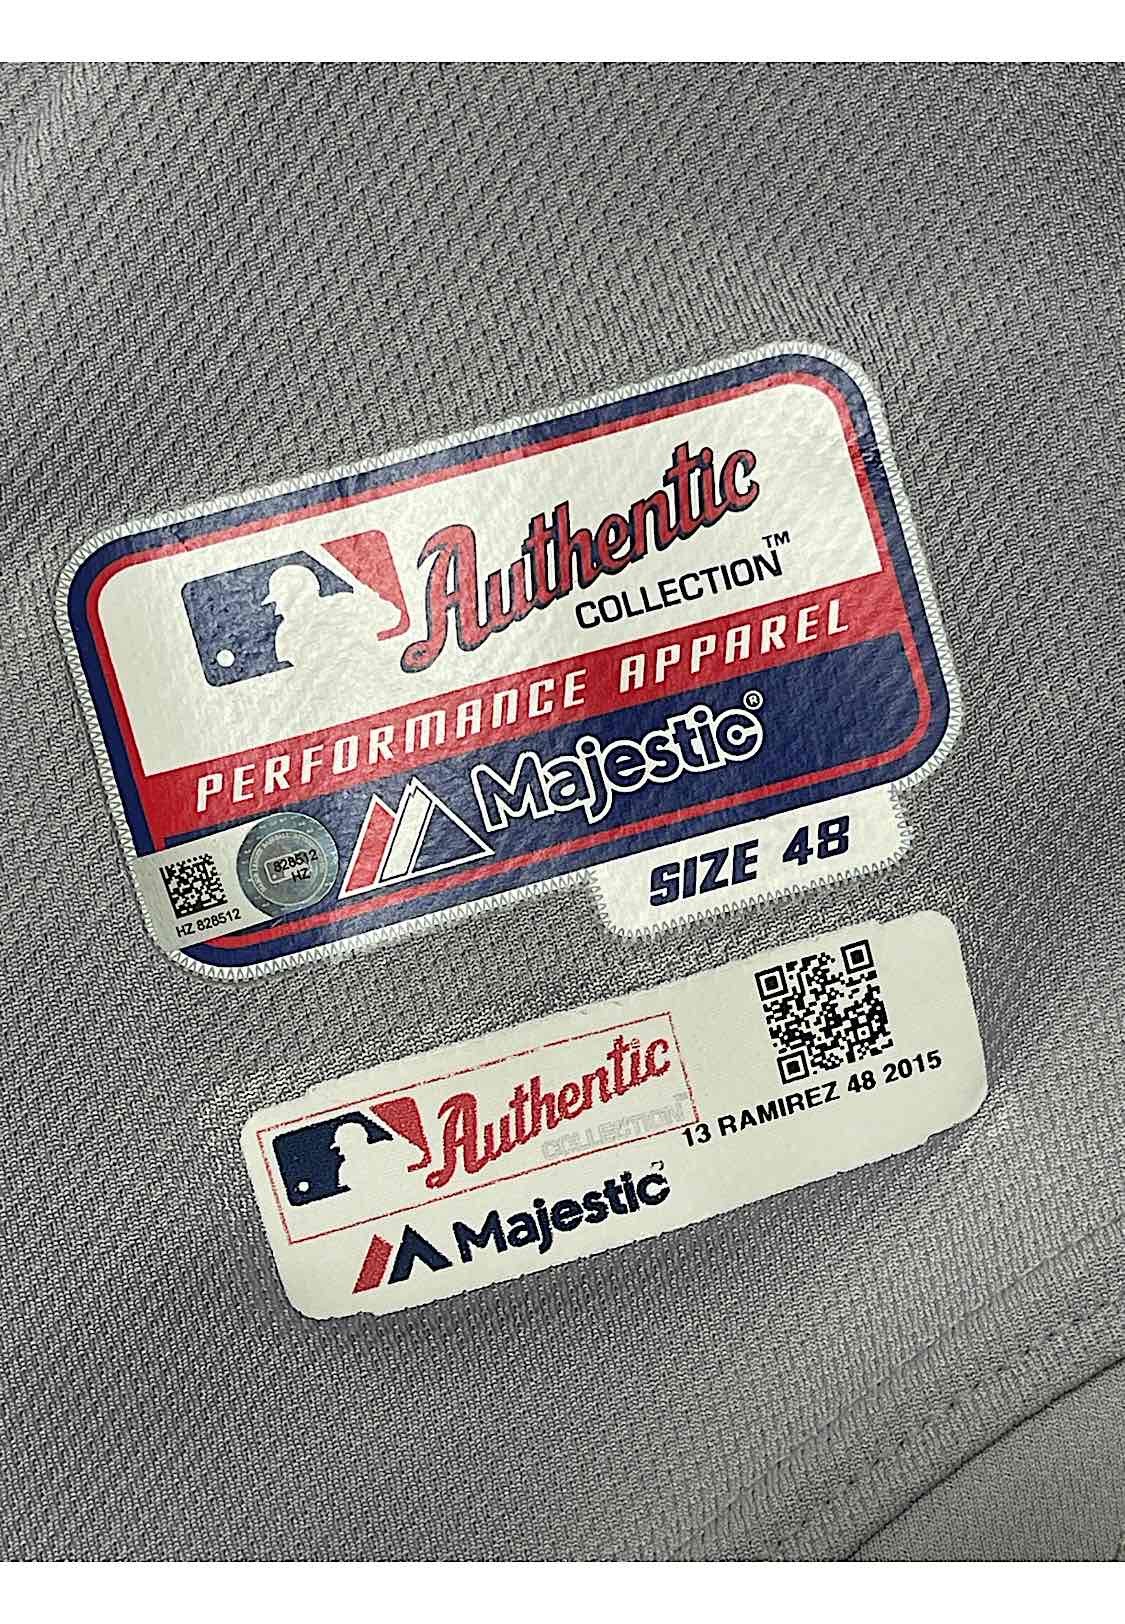 Authentic
COLLECTION™
PERFORMANCE APPAREL
Majestic®
828512
HZ
HZ 828512
SIZE 48
Authentic
COLLECTION™
13 RAMIREZ 48 2015
Majestic